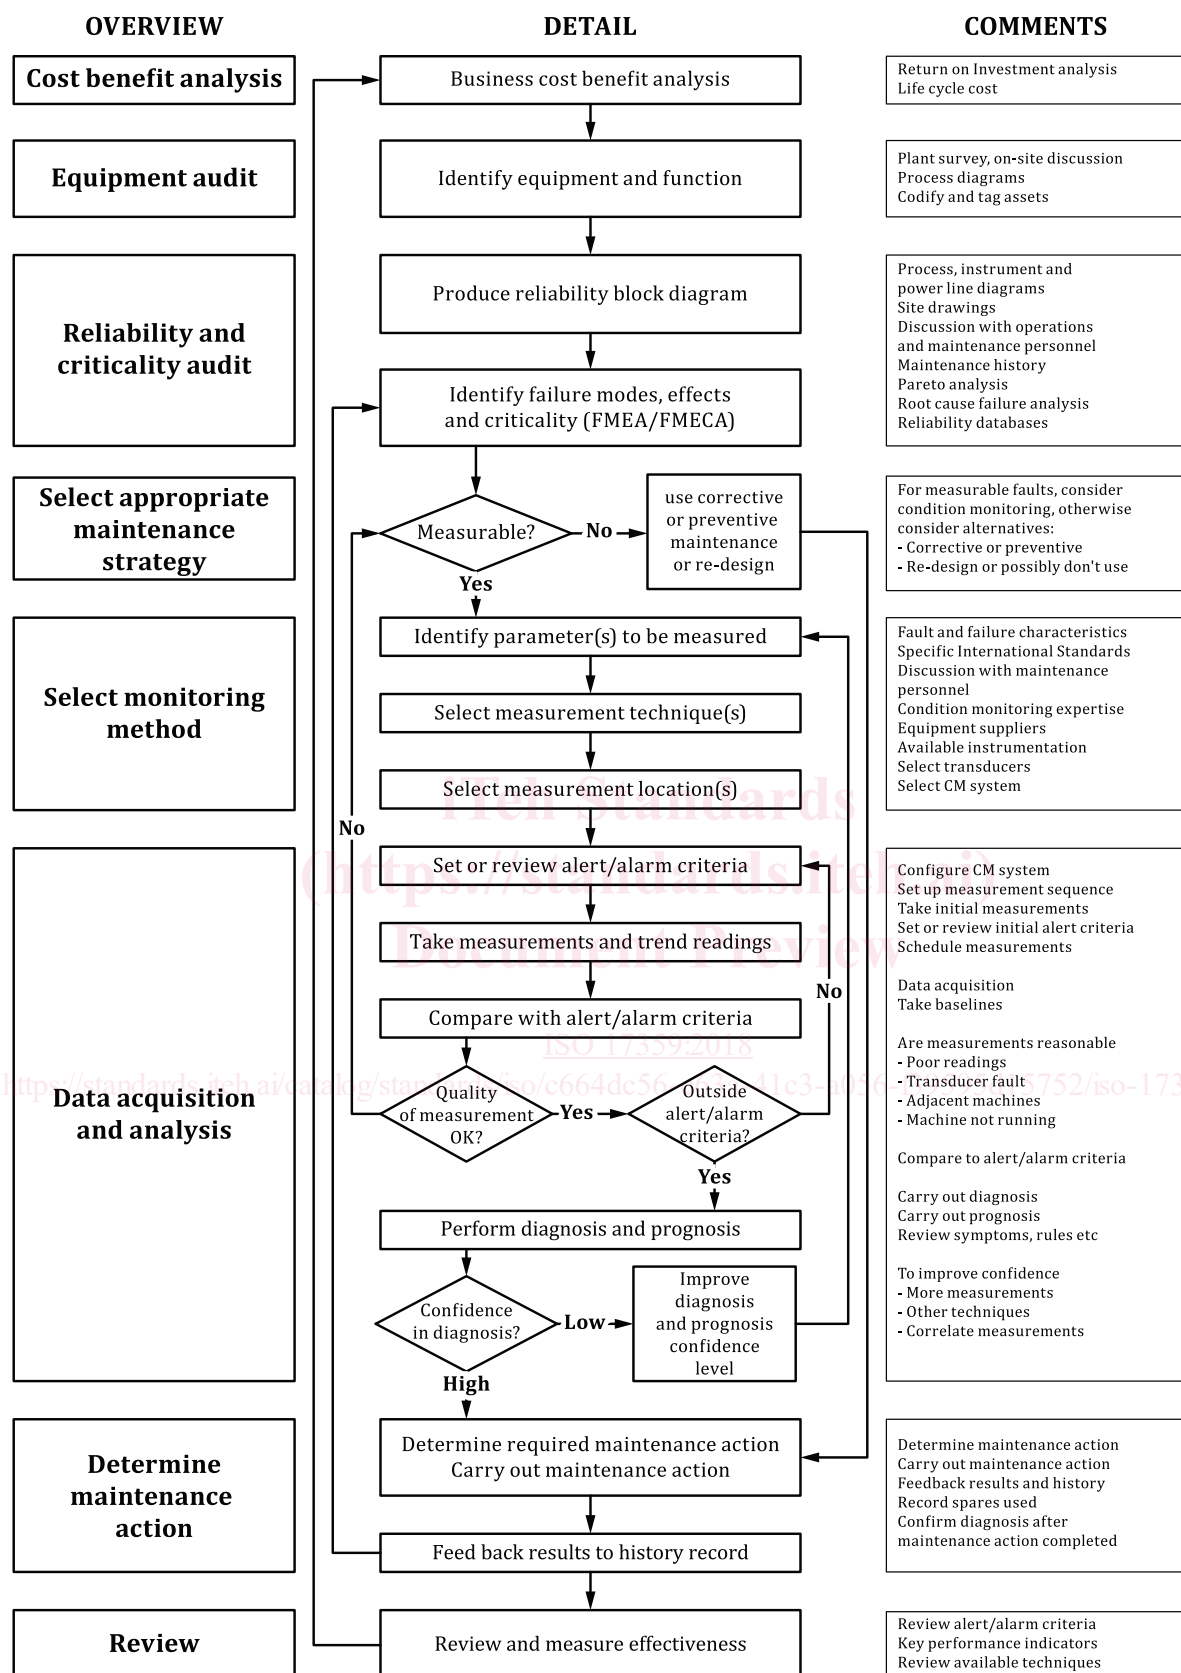 OVERVIEW
DETAIL
COMMENTS
Cost benefit analysis
Business cost benefit analysis
Return on Investment analysis
Life cycle cost
Equipment audit
Identify equipment and function
Plant survey, on-site discussion
Process diagrams
Codify and tag assets
Reliability and
criticality audit
Produce reliability block diagram
Identify failure modes, effects
and criticality (FMEA/FMECA)
Process, instrument and
power line diagrams
Site drawings
Discussion with operations
and maintenance personnel
Maintenance history
Pareto analysis
Root cause failure analysis
Reliability databases
Select appropriate
maintenance
strategy
Measurable?
No
use corrective
or preventive
maintenance
or re-design
Yes
For measurable faults, consider
condition monitoring, otherwise
consider alternatives:
- Corrective or preventive
- Re-design or possibly don't use
Select monitoring
method
Identify parameter(s) to be measured
Select measurement technique(s)
Select measurement location(s)
Fault and failure characteristics
Specific International Standards
Discussion with maintenance
personnel
Condition monitoring expertise
Equipment suppliers
Available instrumentation
Select transducers
Select CM system
iTeh Standards
(https://standards.iteh.ai)
Document Preview
ISO 17359:2018
No
Data acquisition
and analysis
Set or review alert/alarm criteria
Take measurements and trend readings
Compare with alert/alarm criteria
No
Quality
of measurement
OK?
Yes
Outside
alert/alarm
criteria?
Yes
Perform diagnosis and prognosis
Confidence
in diagnosis?
Low
Improve
diagnosis
and prognosis
confidence
level
High
Configure CM system
Set up measurement sequence
Take initial measurements
Set or review initial alert criteria
Schedule measurements
Data acquisition
Take baselines
Are measurements reasonable
- Poor readings
- Transducer fault
- Adjacent machines
- Machine not running
Compare to alert/alarm criteria
Carry out diagnosis
Carry out prognosis
Review symptoms, rules etc
To improve confidence
- More measurements
- Other techniques
- Correlate measurements
Determine
maintenance
action
Determine required maintenance action
Carry out maintenance action
Feed back results to history record
Determine maintenance action
Carry out maintenance action
Feedback results and history
Record spares used
Confirm diagnosis after
maintenance action completed
Review
Review and measure effectiveness
Review alert/alarm criteria
Key performance indicators
Review available techniques